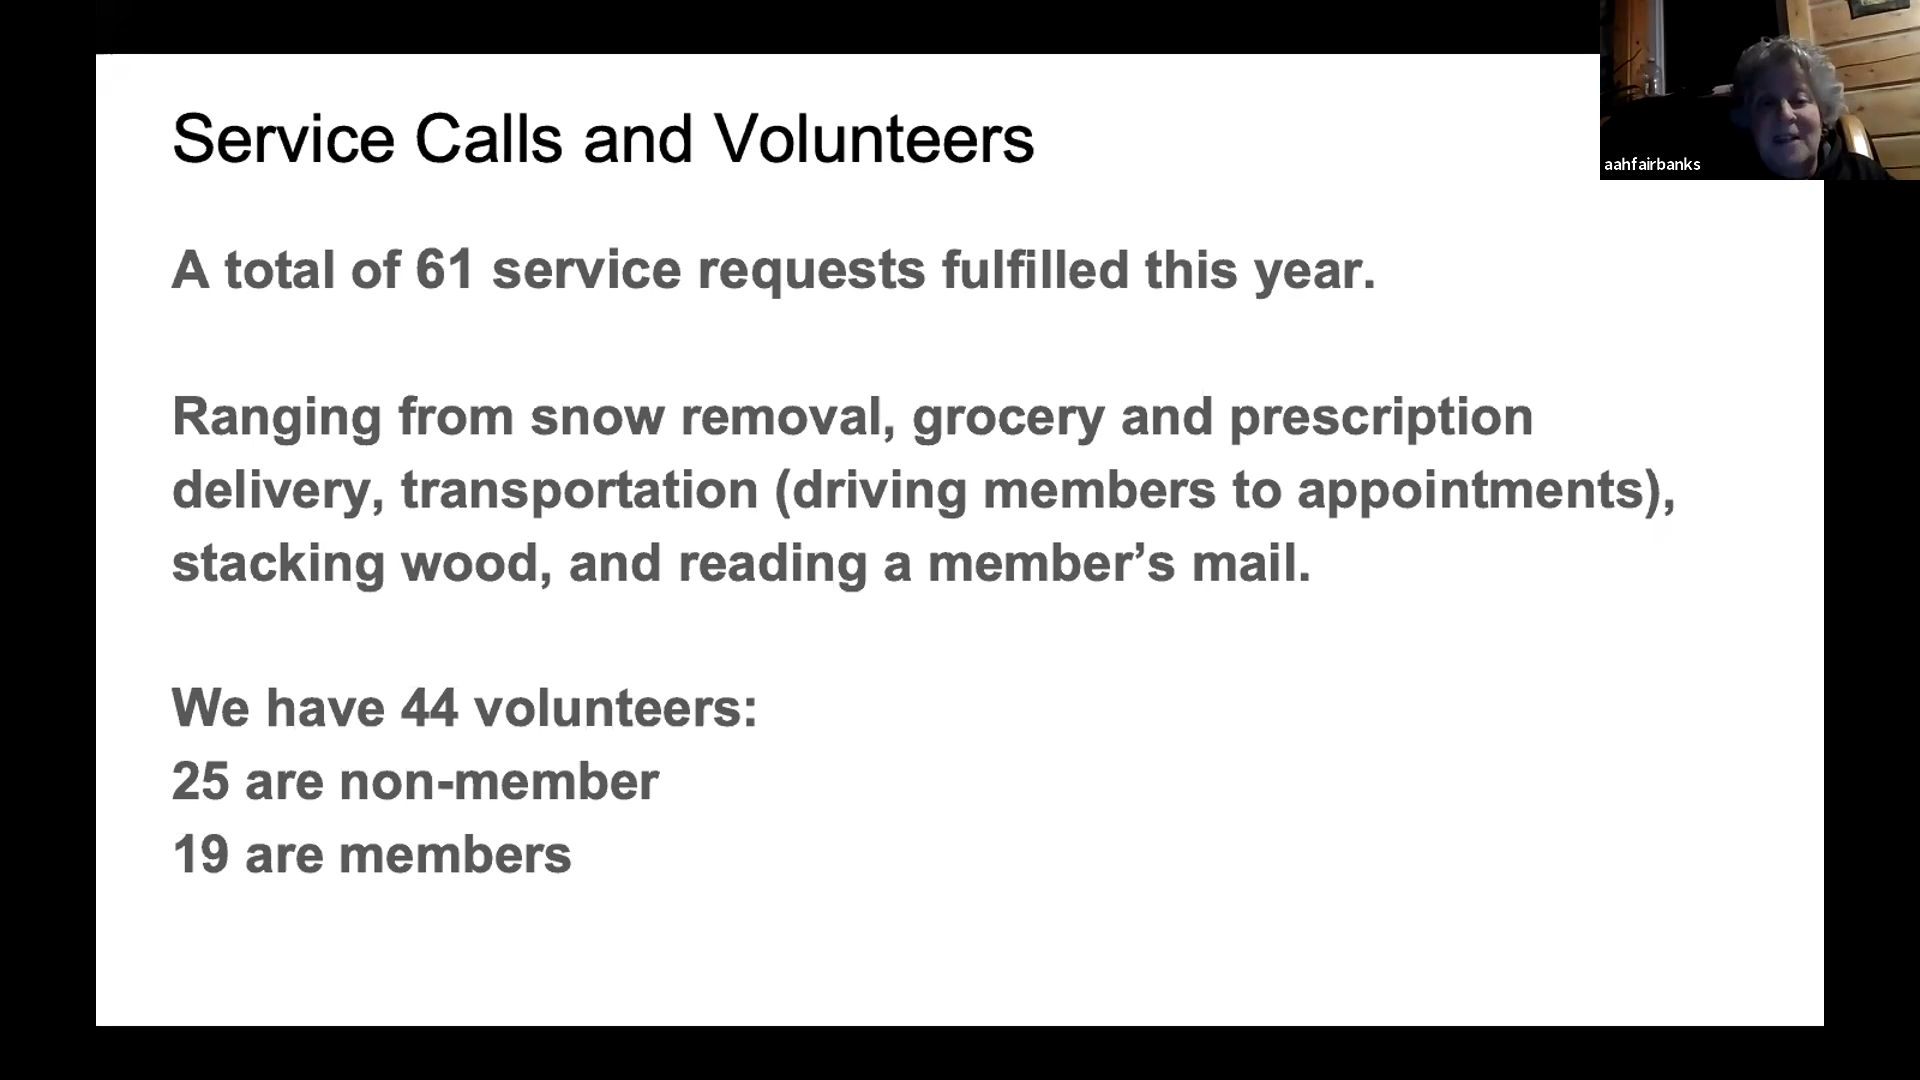 Service Calls and Volunteers
aahfairbanks
A total of 61 service requests fulfilled this year.
Ranging from snow removal, grocery and prescription
delivery, transportation (driving members to appointments),
stacking wood, and reading a member’s mail.
We have 44 volunteers:
25 are non-member
19 are members